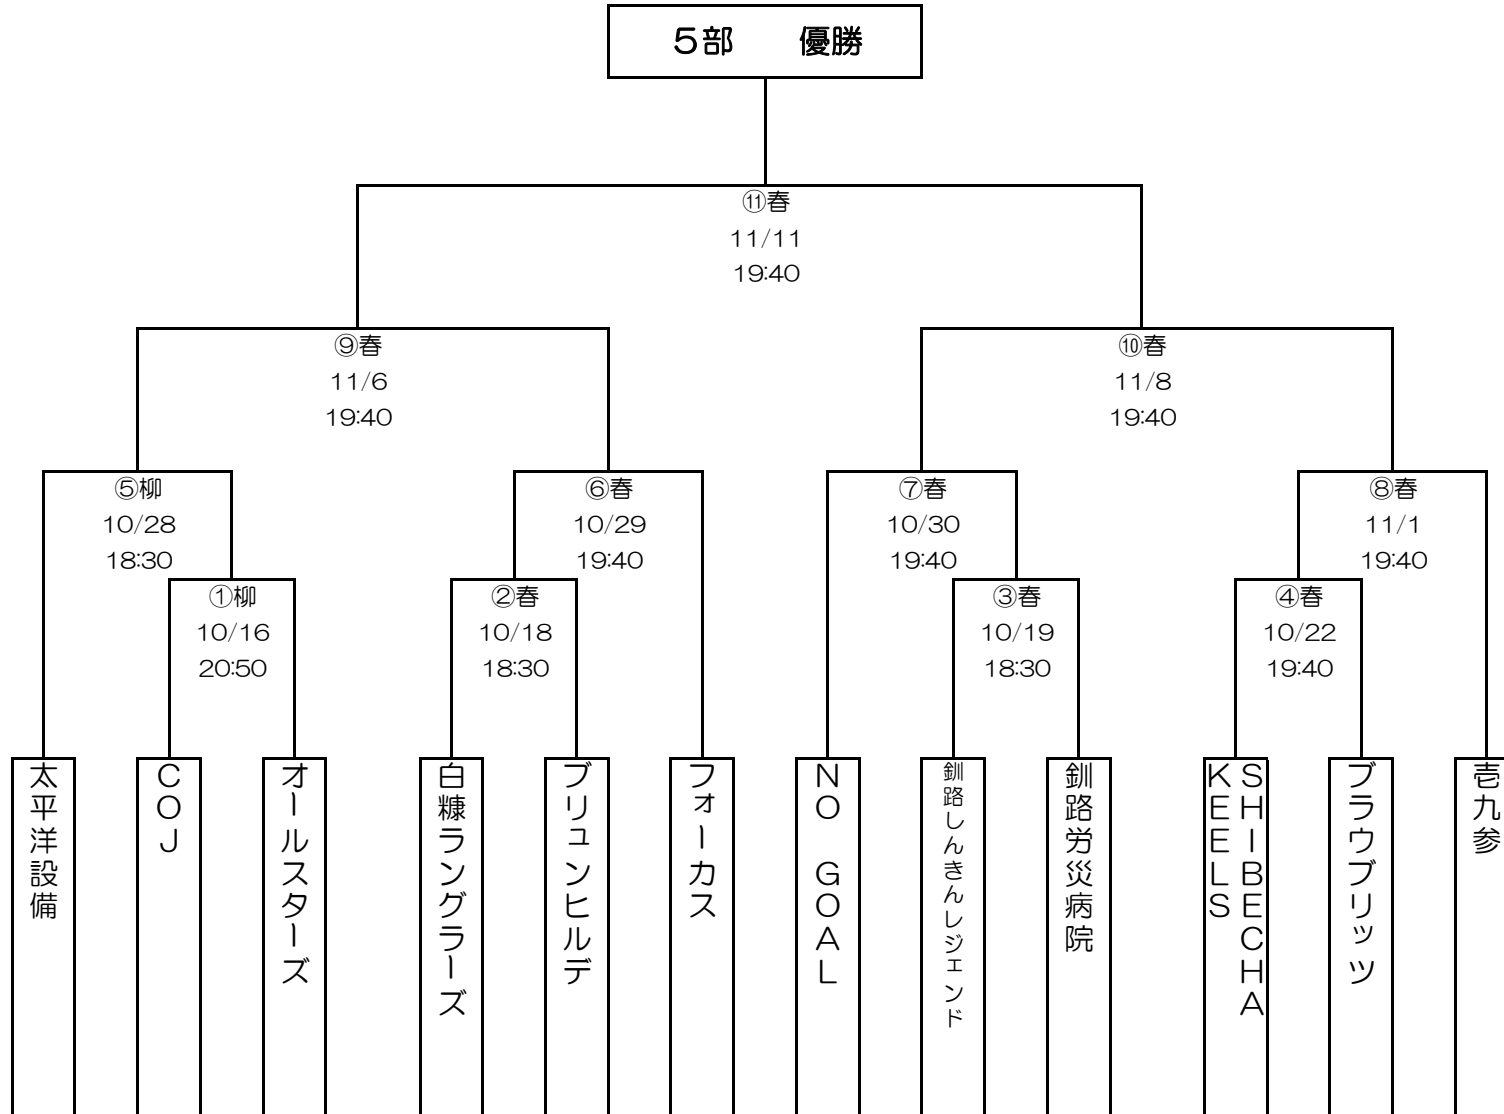 5部　　優勝
⑪春
11/11
19:40
⑨春
11/6
19:40
⑩春
11/8
19:40
⑤柳
10/28
18:30
⑥春
10/29
19:40
⑦春
10/30
19:40
⑧春
11/1
19:40
①柳
10/16
20:50
②春
10/18
18:30
③春
10/19
18:30
④春
10/22
19:40
太平洋設備
COJ
オールスターズ
白糠ラングラーズ
ブリュンヒルデ
フォーカス
NO　GOAL
釧路しんきんレジェンド
釧路労災病院
SHIBECHA
KEELS
ブラウブリッツ
壱九参